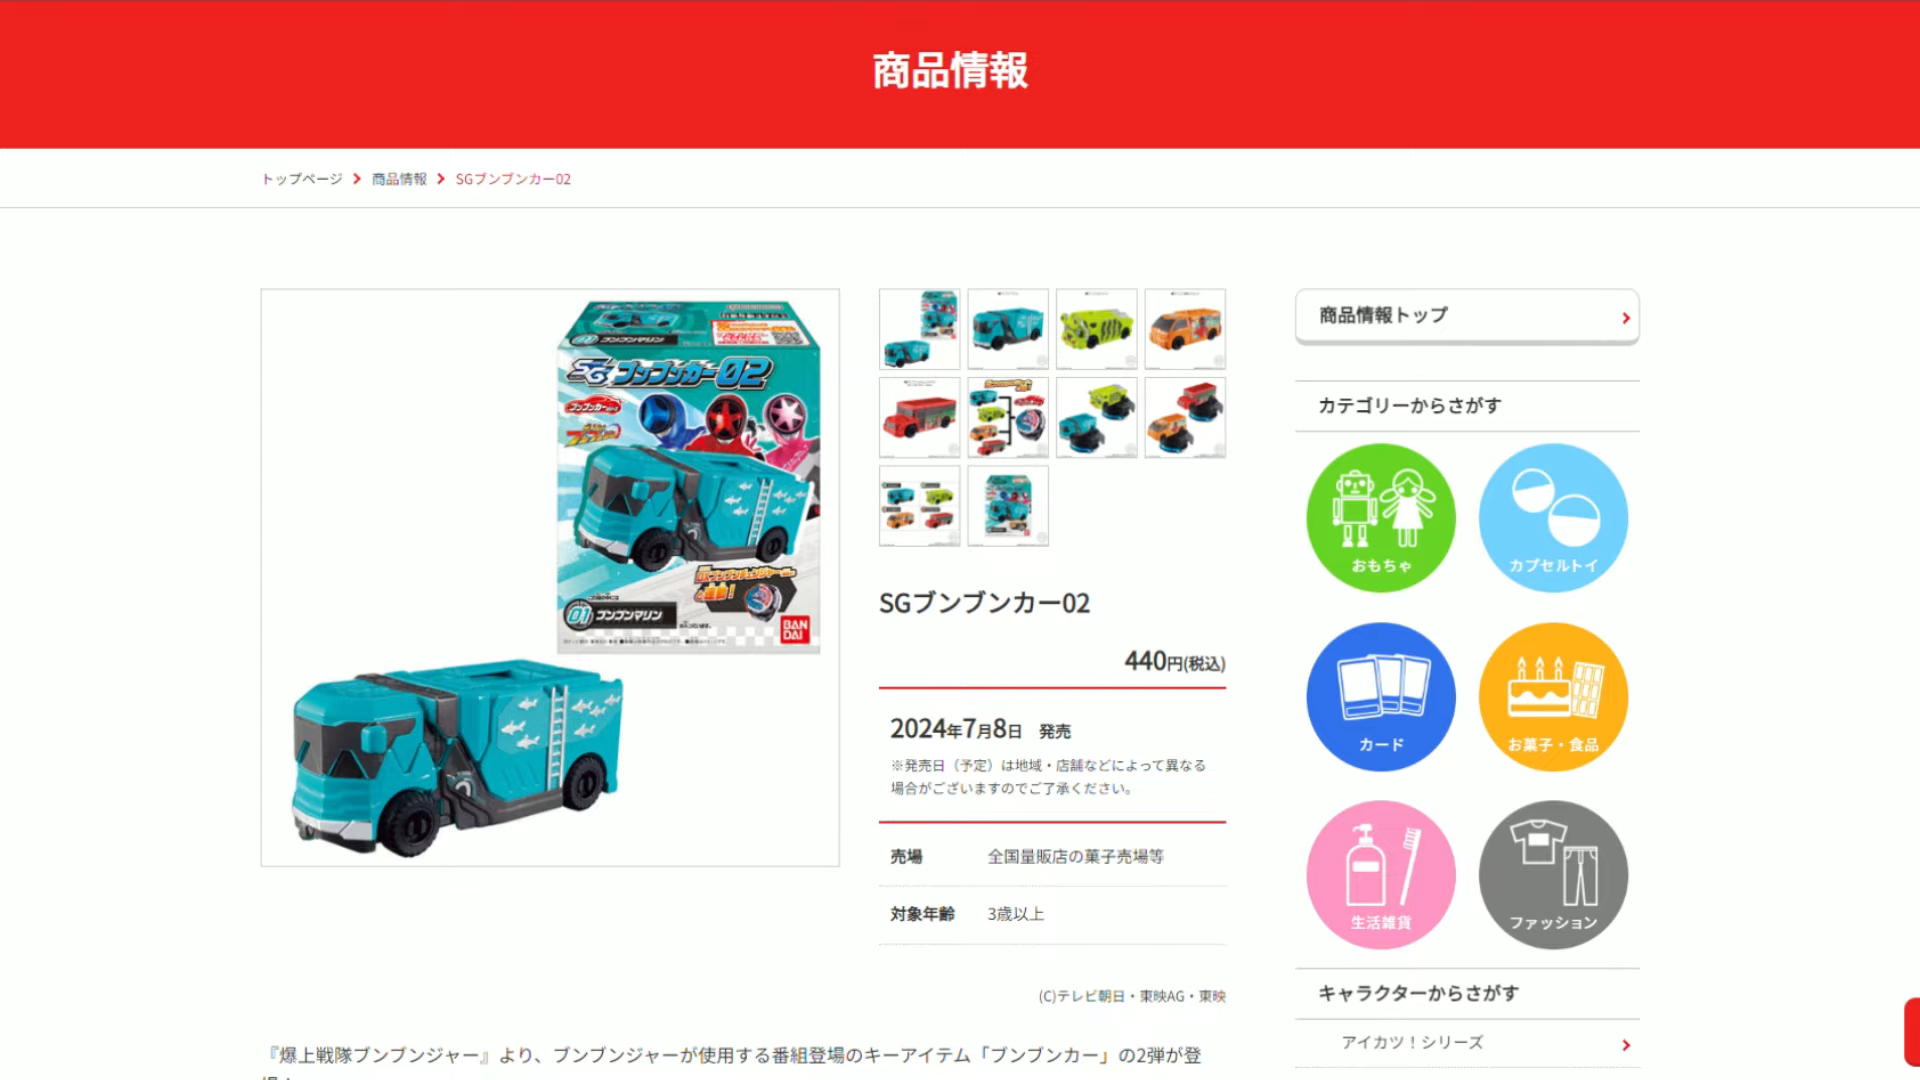 商品情報
トップページ
商品情報
SGブンブンカー02
SGブンブンカー02
01 ブンブンマリン
BAN
DAI
SGブンブンカー02
440円(税込)
2024年7月8日 発売
※発売日（予定）は地域・店舗などによって異なる
場合がございますのでご了承ください。
売場 全国量販店の菓子売場等
対象年齢 3歳以上
(C)テレビ朝日・東映AG・東映
『爆上戦隊ブンブンジャー』より、ブンブンジャーが使用する番組登場のキーアイテム「ブンブンカー」の2弾が登
商品情報トップ
カテゴリーからさがす
おもちゃ
カプセルトイ
カード
お菓子・食品
生活雑貨
ファッション
キャラクターからさがす
アイカツ！シリーズ